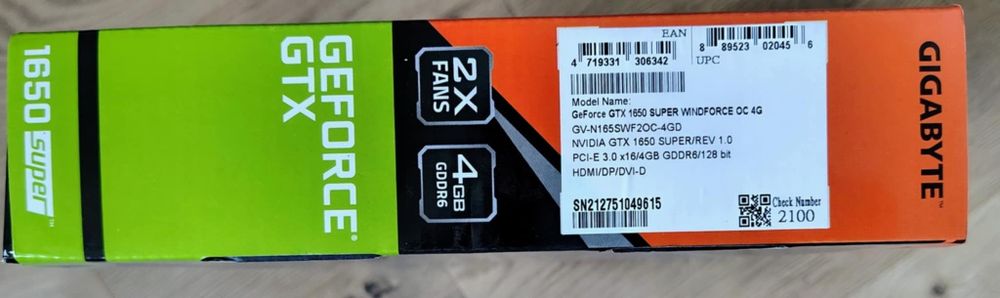 1650 SUPER™
GEFORCE®
GTX
2X
FANS
4GB
GDDR6
EAN
4 719331 306342
8 89523 02045 6
UPC
Model Name:
GeForce GTX 1650 SUPER WINDFORCE OC 4G
GV-N165SWF2OC-4GD
NVIDIA GTX 1650 SUPER/REV 1.0
PCI-E 3.0 x16/4GB GDDR6/128 bit
HDMI/DP/DVI-D
SN212751049615
Check Number
2100
GIGABYTE™